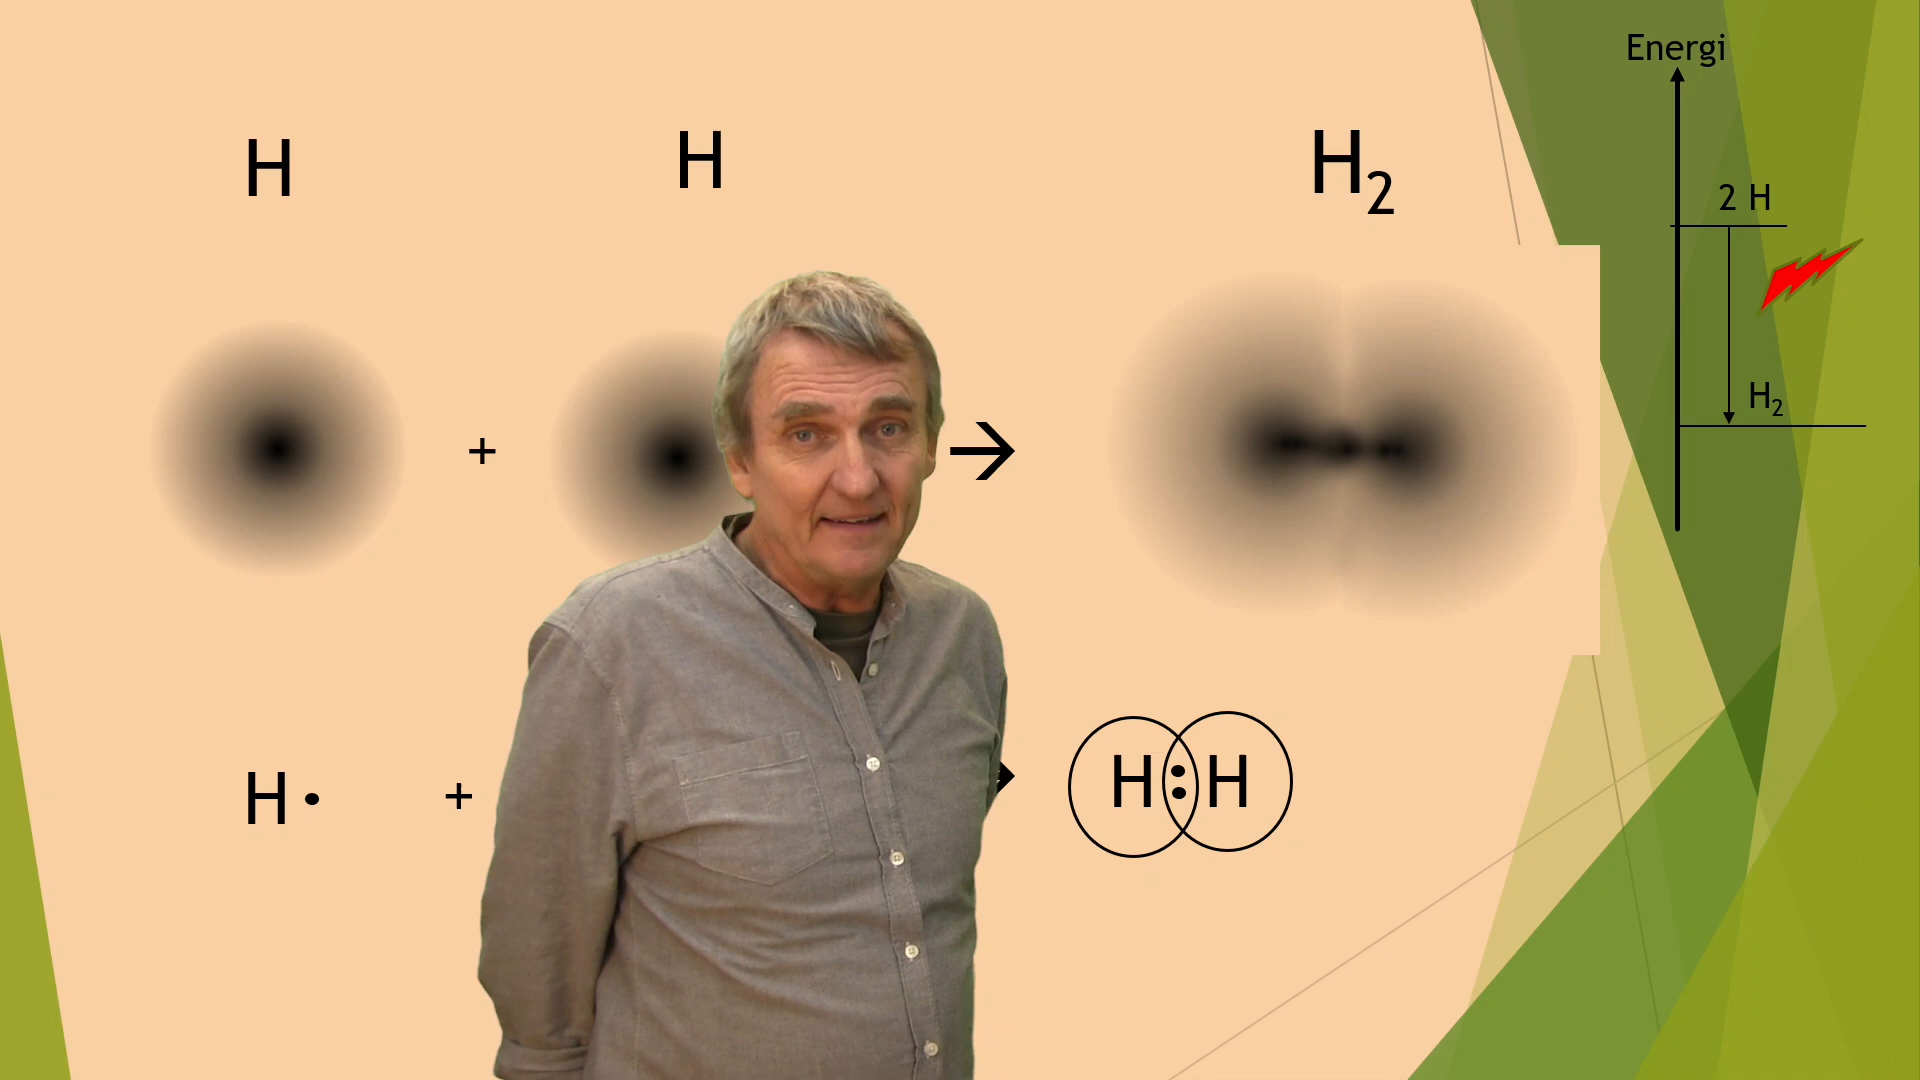 Energi
H H H₂
2 H
+ →
H₂
H• + H:H